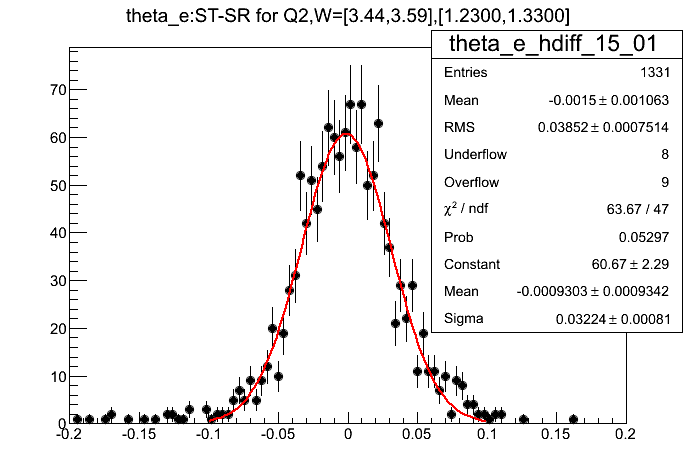 theta_e:ST-SR for Q2,W=[3.44,3.59],[1.2300,1.3300]
theta_e_hdiff_15_01
Entries 1331
Mean -0.0015 ± 0.001063
RMS 0.03852 ± 0.0007514
Underflow 8
Overflow 9
χ² / ndf 63.67 / 47
Prob 0.05297
Constant 60.67 ± 2.29
Mean -0.0009303 ± 0.0009342
Sigma 0.03224 ± 0.00081
70
60
50
40
30
20
10
0
-0.2 -0.15 -0.1 -0.05 0 0.05 0.1 0.15 0.2